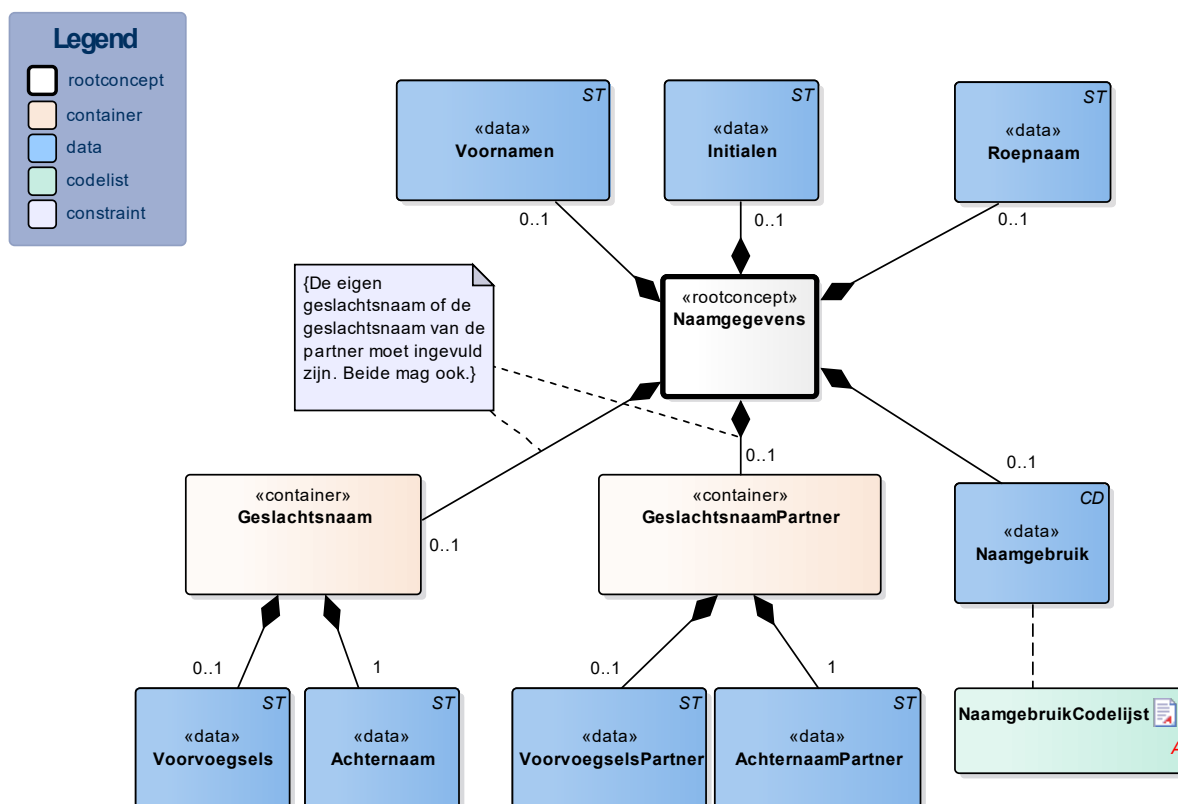 Legend
rootconcept
container
data
codelist
constraint
ST
«data»
Voornamen
0..1
ST
«data»
Initialen
0..1
ST
«data»
Roepnaam
0..1
{De eigen
geslachtsnaam of de
geslachtsnaam van de
partner moet ingevuld
zijn. Beide mag ook.}
«rootconcept»
Naamgegevens
«container»
Geslachtsnaam
0..1
«container»
GeslachtsnaamPartner
0..1
0..1
CD
«data»
Naamgebruik
0..1
ST
«data»
Voorvoegsels
1
ST
«data»
Achternaam
0..1
ST
«data»
VoorvoegselsPartner
1
ST
«data»
AchternaamPartner
NaamgebruikCodelijst
A